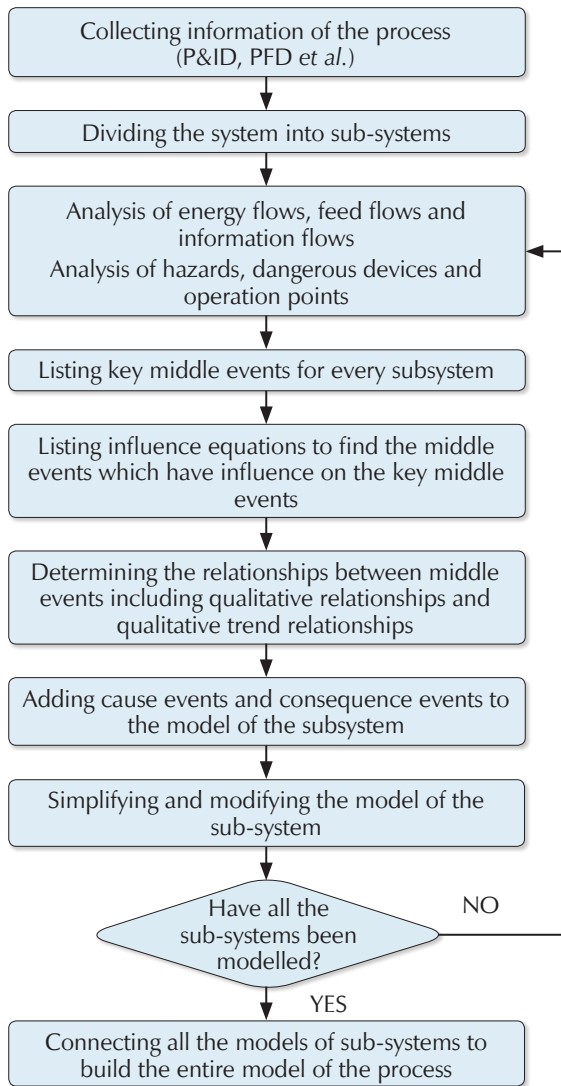 Collecting information of the process
(P&ID, PFD et al.)
Dividing the system into sub-systems
Analysis of energy flows, feed flows and
information flows
Analysis of hazards, dangerous devices and
operation points
Listing key middle events for every subsystem
Listing influence equations to find the middle
events which have influence on the key middle
events
Determining the relationships between middle
events including qualitative relationships and
qualitative trend relationships
Adding cause events and consequence events to
the model of the subsystem
Simplifying and modifying the model of the
sub-system
Have all the
sub-systems been
modelled?
NO
YES
Connecting all the models of sub-systems to
build the entire model of the process